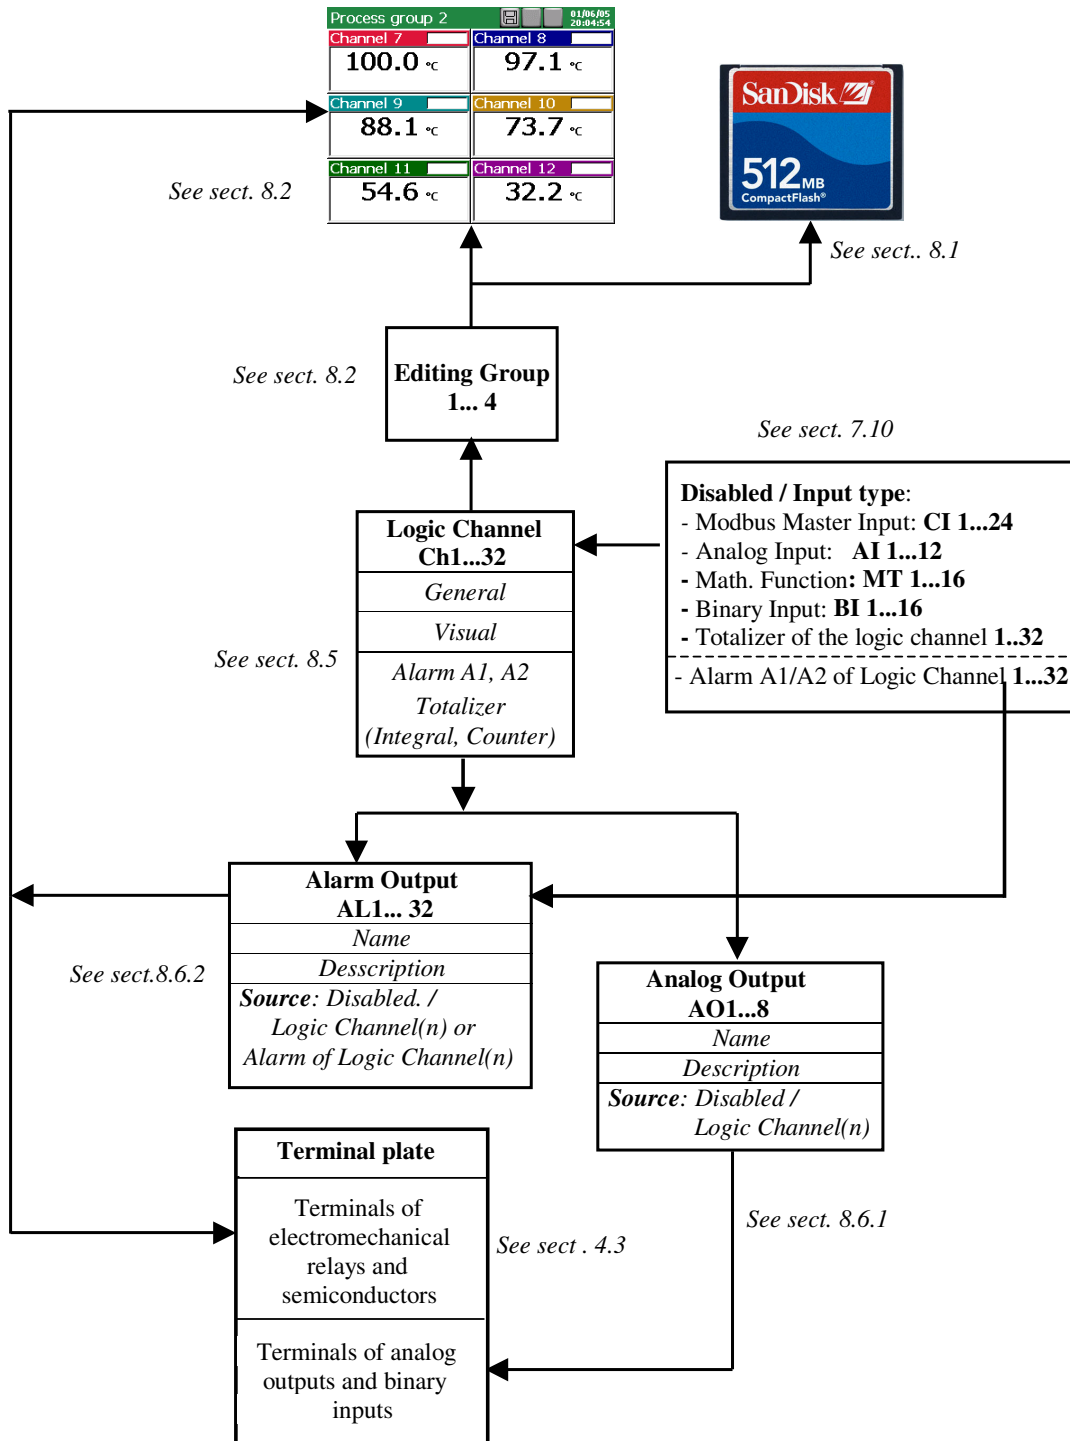 Process group 2
01/06/05
20:04:54
Channel 7
Channel 8
100.0 °C
97.1 °C
Channel 9
Channel 10
88.1 °C
73.7 °C
Channel 11
Channel 12
54.6 °C
32.2 °C
SanDisk
512MB
CompactFlash®
See sect. 8.2
See sect.. 8.1
See sect. 8.2
Editing Group
1... 4
See sect. 7.10
Disabled / Input type:
- Modbus Master Input: CI 1...24
- Analog Input: AI 1...12
- Math. Function: MT 1...16
- Binary Input: BI 1...16
- Totalizer of the logic channel 1..32
- Alarm A1/A2 of Logic Channel 1...32
Logic Channel
Ch1...32
General
Visual
Alarm A1, A2
Totalizer
(Integral, Counter)
See sect. 8.5
Alarm Output
AL1... 32
Name
Desscription
Source: Disabled. /
Logic Channel(n) or
Alarm of Logic Channel(n)
See sect.8.6.2
Analog Output
AO1...8
Name
Description
Source: Disabled /
Logic Channel(n)
See sect. 8.6.1
Terminal plate
Terminals of
electromechanical
relays and
semiconductors
See sect . 4.3
Terminals of analog
outputs and binary
inputs